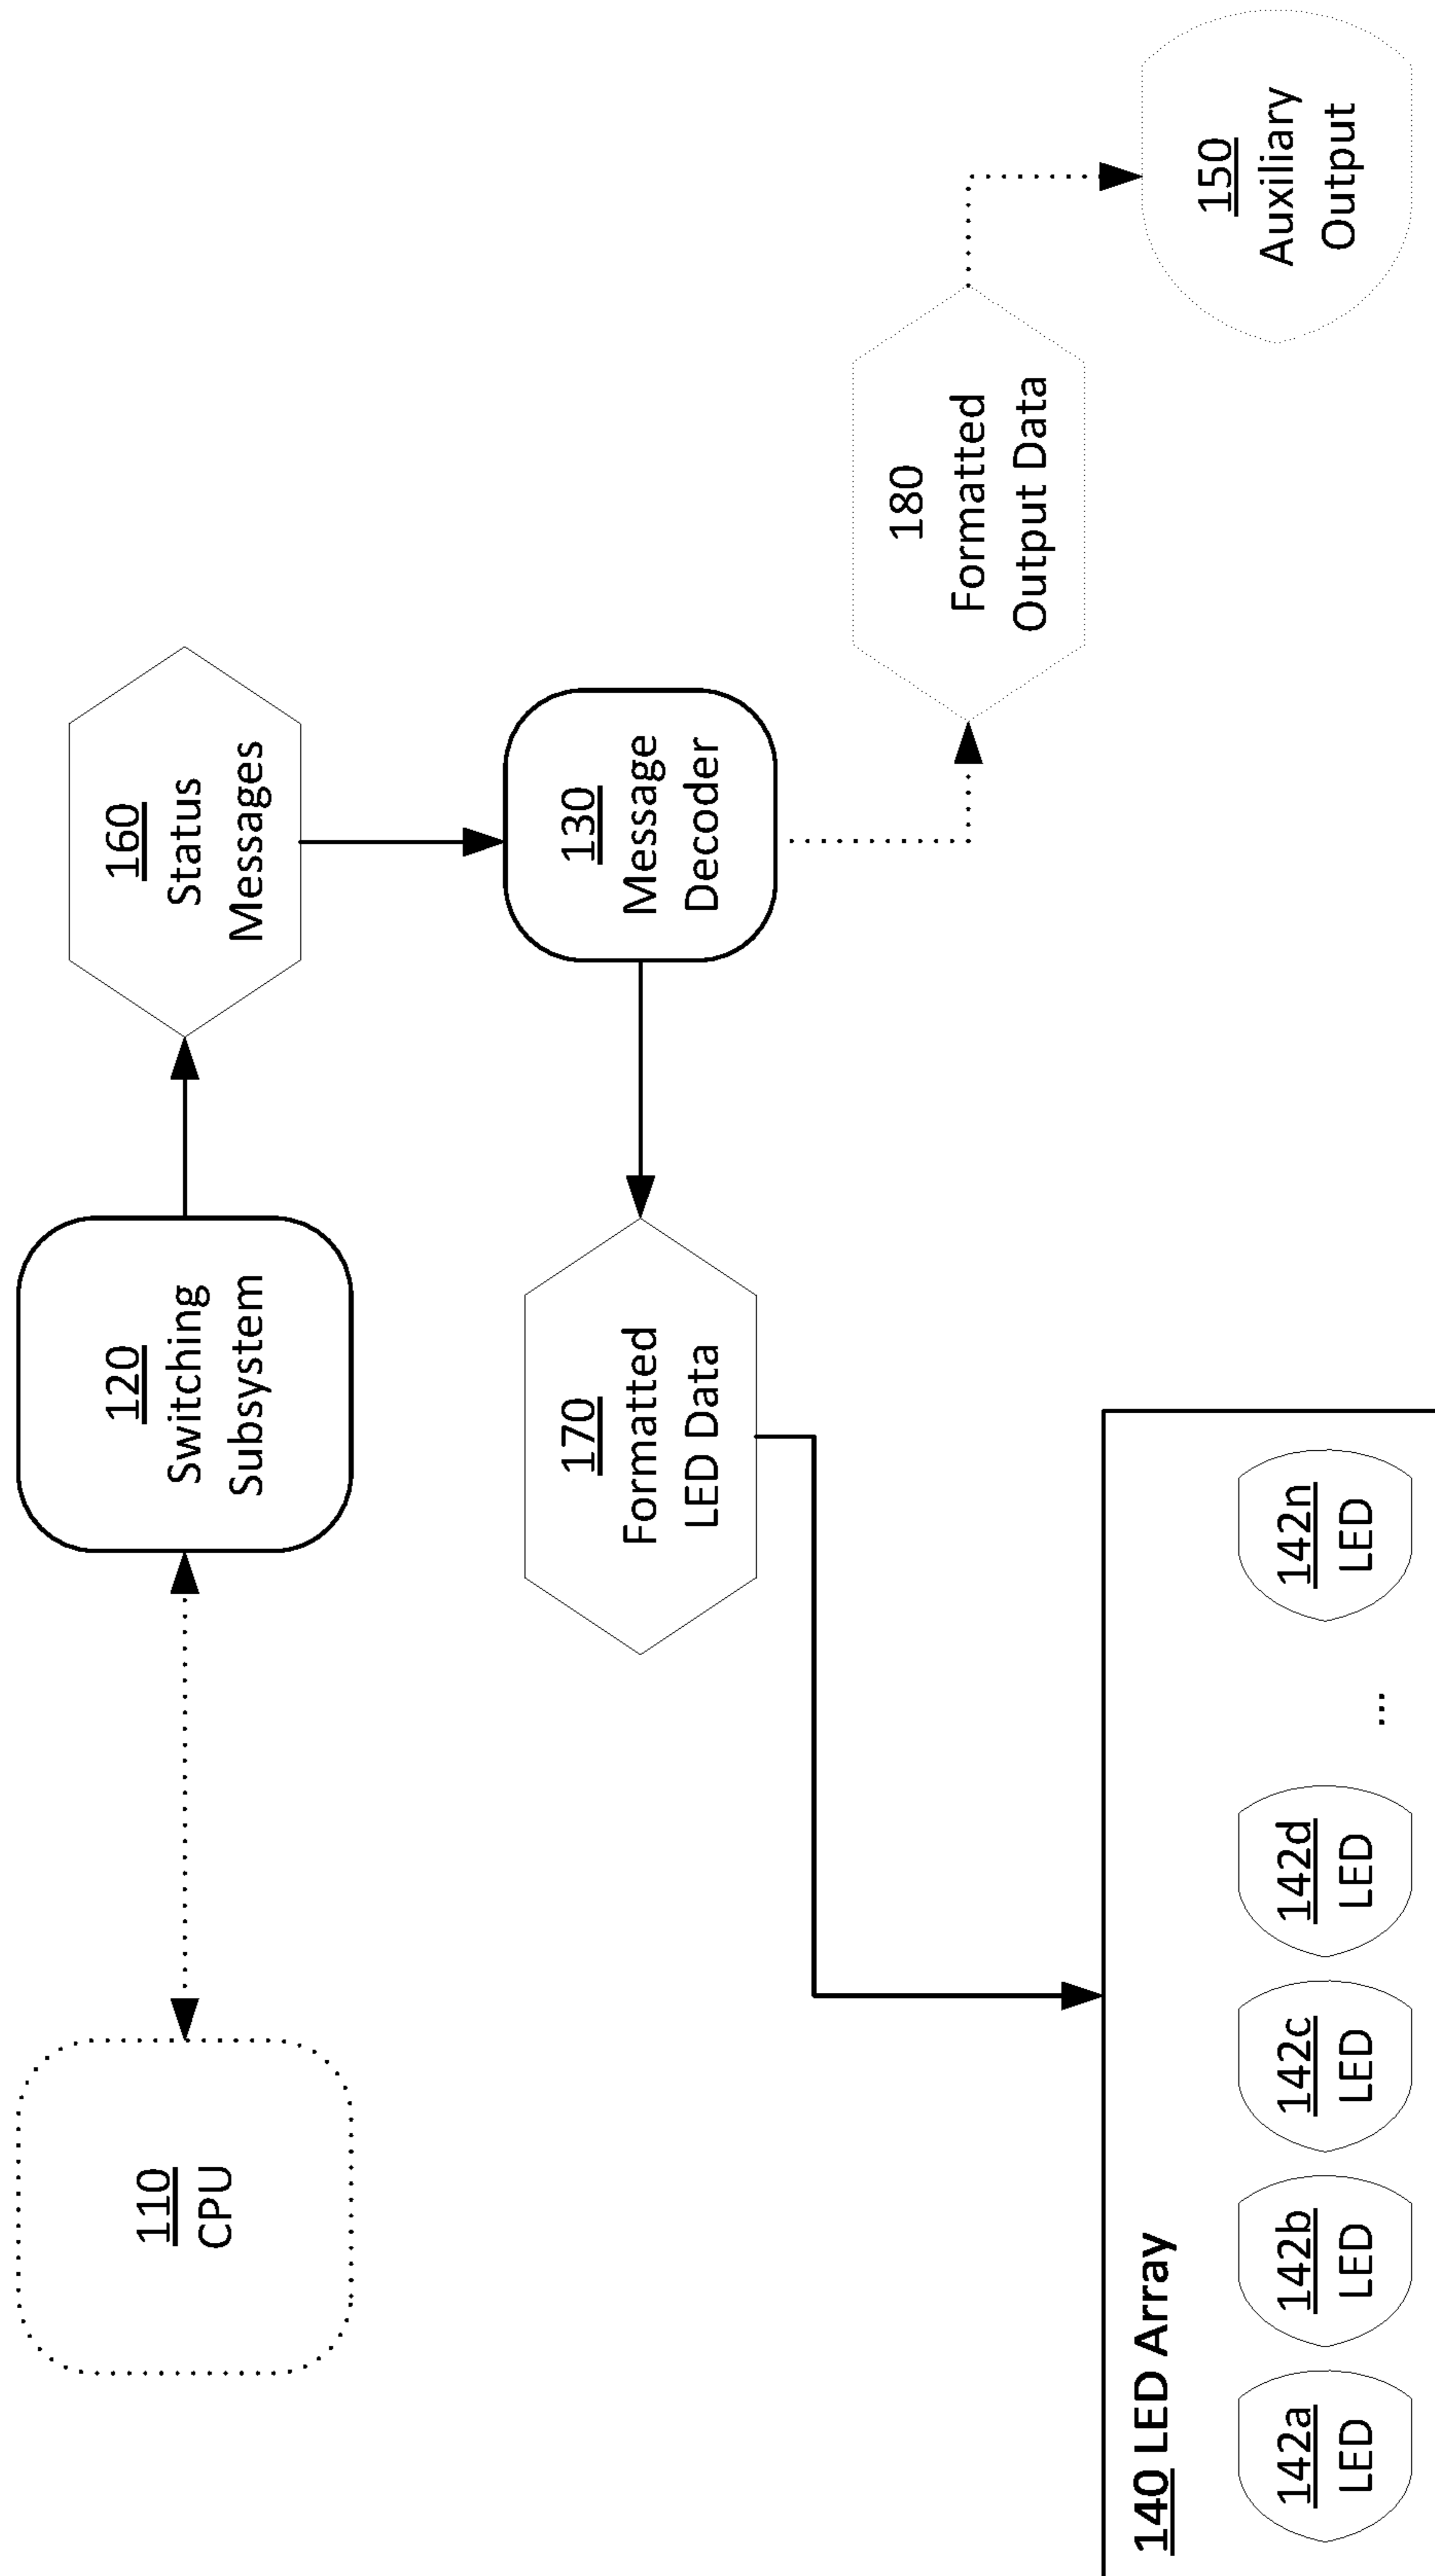 110
CPU
120
Switching
Subsystem
160
Status
Messages
170
Formatted
LED Data
130
Message
Decoder
180
Formatted
Output Data
150
Auxiliary
Output
140 LED Array
142a
LED
142b
LED
142c
LED
142d
LED
...
142n
LED